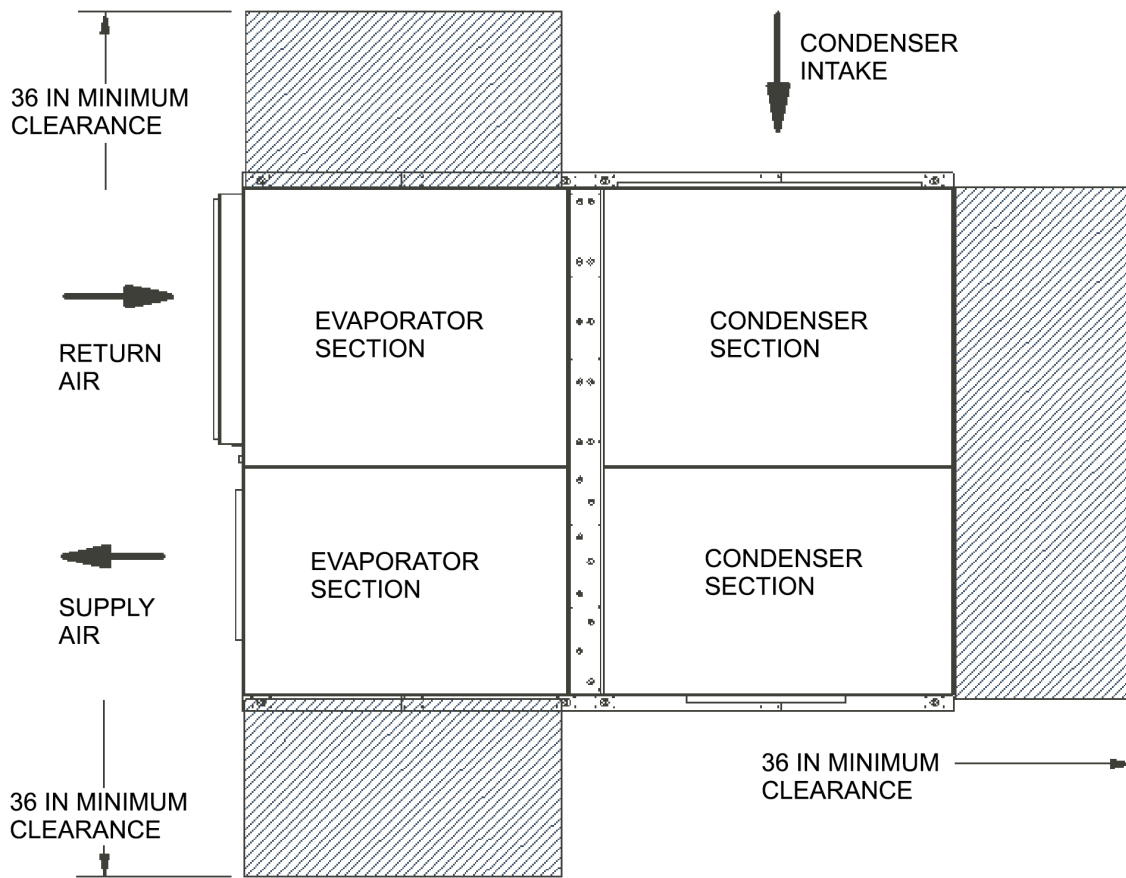 CONDENSER
INTAKE
36 IN MINIMUM
CLEARANCE
RETURN
AIR
EVAPORATOR
SECTION
CONDENSER
SECTION
SUPPLY
AIR
EVAPORATOR
SECTION
CONDENSER
SECTION
36 IN MINIMUM
CLEARANCE
36 IN MINIMUM
CLEARANCE